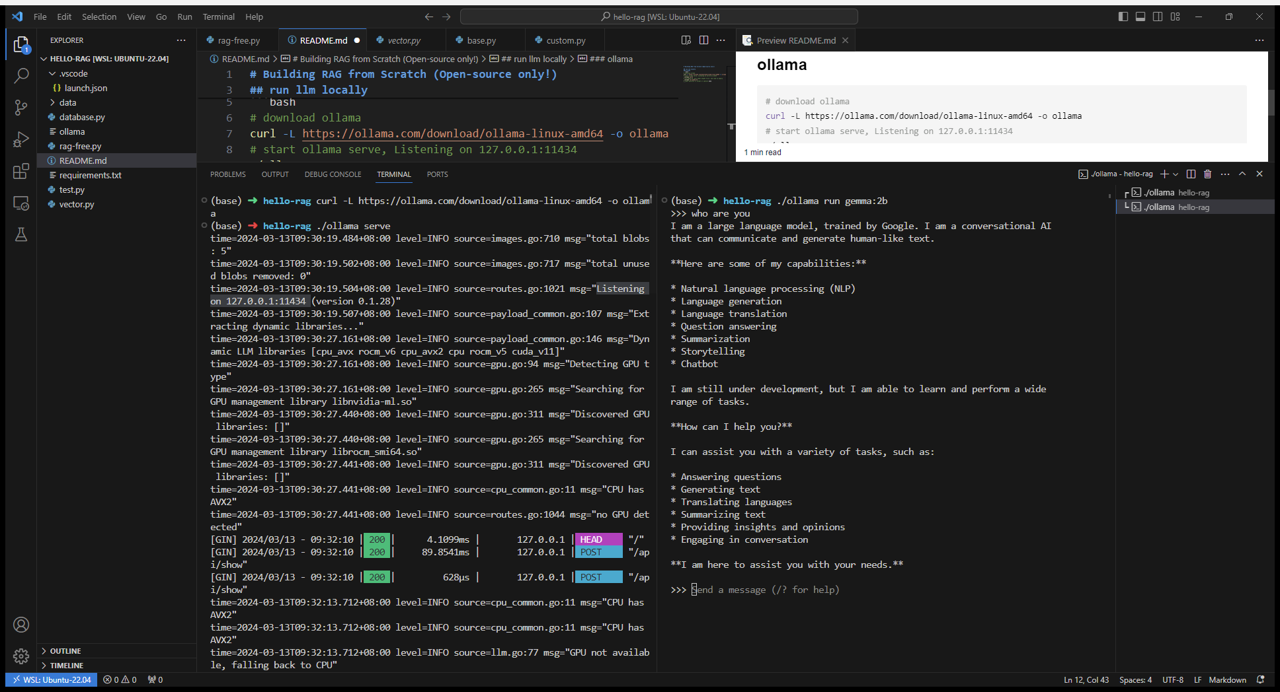 File Edit Selection View Go Run Terminal Help
hello-rag [WSL: Ubuntu-22.04]
EXPLORER
HELLO-RAG [WSL: UBUNTU-22.04]
.vscode
launch.json
data
database.py
ollama
rag-free.py
README.md
requirements.txt
test.py
vector.py
OUTLINE
TIMELINE
rag-free.py
README.md
vector.py
base.py
custom.py
README.md > # Building RAG from Scratch (Open-source only!) > ## run llm locally > ### ollama
1 # Building RAG from Scratch (Open-source only!)
3 ## run llm locally
5 bash
6 # download ollama
7 curl -L https://ollama.com/download/ollama-linux-amd64 -o ollama
8 # start ollama serve, Listening on 127.0.0.1:11434
Preview README.md
ollama
# download ollama
curl -L https://ollama.com/download/ollama-linux-amd64 -o ollama
# start ollama serve, Listening on 127.0.0.1:11434
1 min read
PROBLEMS OUTPUT DEBUG CONSOLE TERMINAL PORTS
./ollama - hello-rag
(base) ➜ hello-rag curl -L https://ollama.com/download/ollama-linux-amd64 -o ollam
a
(base) ➜ hello-rag ./ollama serve
time=2024-03-13T09:30:19.484+08:00 level=INFO source=images.go:710 msg="total blobs
: 5"
time=2024-03-13T09:30:19.502+08:00 level=INFO source=images.go:717 msg="total unuse
d blobs removed: 0"
time=2024-03-13T09:30:19.504+08:00 level=INFO source=routes.go:1021 msg="Listening
on 127.0.0.1:11434 (version 0.1.28)"
time=2024-03-13T09:30:19.507+08:00 level=INFO source=payload_common.go:107 msg="Ext
racting dynamic libraries..."
time=2024-03-13T09:30:27.161+08:00 level=INFO source=payload_common.go:146 msg="Dyn
amic LLM libraries [cpu_avx rocm_v6 cpu_avx2 cpu rocm_v5 cuda_v11]"
time=2024-03-13T09:30:27.161+08:00 level=INFO source=gpu.go:94 msg="Detecting GPU t
ype"
time=2024-03-13T09:30:27.161+08:00 level=INFO source=gpu.go:265 msg="Searching for
GPU management library libnvidia-ml.so"
time=2024-03-13T09:30:27.440+08:00 level=INFO source=gpu.go:311 msg="Discovered GPU
libraries: []"
time=2024-03-13T09:30:27.440+08:00 level=INFO source=gpu.go:265 msg="Searching for
GPU management library librocm_smi64.so"
time=2024-03-13T09:30:27.441+08:00 level=INFO source=gpu.go:311 msg="Discovered GPU
libraries: []"
time=2024-03-13T09:30:27.441+08:00 level=INFO source=cpu_common.go:11 msg="CPU has
AVX2"
time=2024-03-13T09:30:27.441+08:00 level=INFO source=routes.go:1044 msg="no GPU det
ected"
[GIN] 2024/03/13 - 09:32:10 | 200 | 4.1099ms | 127.0.0.1 | HEAD "/"
[GIN] 2024/03/13 - 09:32:10 | 200 | 89.8541ms | 127.0.0.1 | POST "/ap
i/show"
[GIN] 2024/03/13 - 09:32:10 | 200 | 628µs | 127.0.0.1 | POST "/ap
i/show"
time=2024-03-13T09:32:13.712+08:00 level=INFO source=cpu_common.go:11 msg="CPU has
AVX2"
time=2024-03-13T09:32:13.712+08:00 level=INFO source=cpu_common.go:11 msg="CPU has
AVX2"
time=2024-03-13T09:32:13.712+08:00 level=INFO source=llm.go:77 msg="GPU not availab
le, falling back to CPU"
(base) ➜ hello-rag ./ollama run gemma:2b
>>> who are you
I am a large language model, trained by Google. I am a conversational AI
that can communicate and generate human-like text.
**Here are some of my capabilities:**
* Natural language processing (NLP)
* Language generation
* Language translation
* Question answering
* Summarization
* Storytelling
* Chatbot
I am still under development, but I am able to learn and perform a wide
range of tasks.
**How can I help you?**
I can assist you with a variety of tasks, such as:
* Answering questions
* Generating text
* Translating languages
* Summarizing text
* Providing insights and opinions
* Engaging in conversation
**I am here to assist you with your needs.**
>>> Send a message (/? for help)
./ollama hello-rag
./ollama hello-rag
WSL: Ubuntu-22.04 0 0 0 Ln 12, Col 43 Spaces: 4 UTF-8 LF Markdown